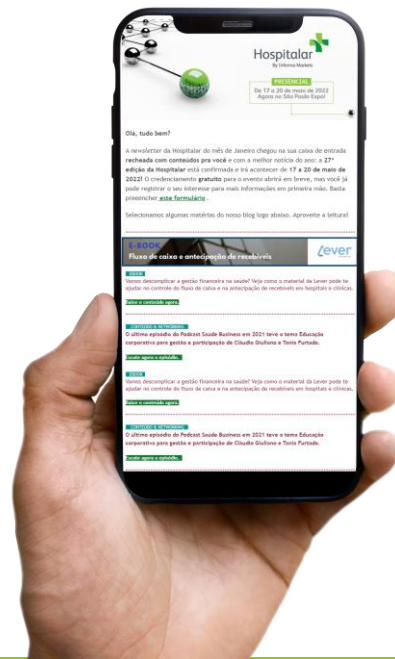 Hospitalar
By Informa Markets
PRESENCIAL
De 17 a 20 de maio de 2022
Agora no São Paulo Expo!
Olá, tudo bem?
A newsletter da Hospitalar do mês de Janeiro chegou na sua caixa de entrada
recheada com conteúdos pra você e com a melhor notícia do ano: a 27ª
edição da Hospitalar está confirmada e irá acontecer de 17 a 20 de maio de
2022! O credenciamento gratuito para o evento abrirá em breve, mas você já
pode registrar o seu interesse para mais informações em primeira mão. Basta
preencher este formulário .
Selecionamos algumas matérias do nosso blog logo abaixo. Aproveite a leitura!
E-BOOK
Fluxo de caixa e antecipação de recebíveis
Lever
EBOOK
Vamos descomplicar a gestão financeira na saúde? Veja como o material da Lever pode te
ajudar no controle do fluxo de caixa e na antecipação de recebíveis em hospitais e clínicas.
Baixe o conteúdo agora.
CONTEÚDO & NETWORKING
O último episódio do Podcast Saúde Business em 2021 teve o tema Educação
corporativa para gestão e participação de Cláudio Giuliano e Tania Furtado.
Escute agora o episódio.
EBOOK
Vamos descomplicar a gestão financeira na saúde? Veja como o material da Lever pode te
ajudar no controle do fluxo de caixa e na antecipação de recebíveis em hospitais e clínicas.
Baixe o conteúdo agora.
CONTEÚDO & NETWORKING
O último episódio do Podcast Saúde Business em 2021 teve o tema Educação
corporativa para gestão e participação de Cláudio Giuliano e Tania Furtado.
Escute agora o episódio.